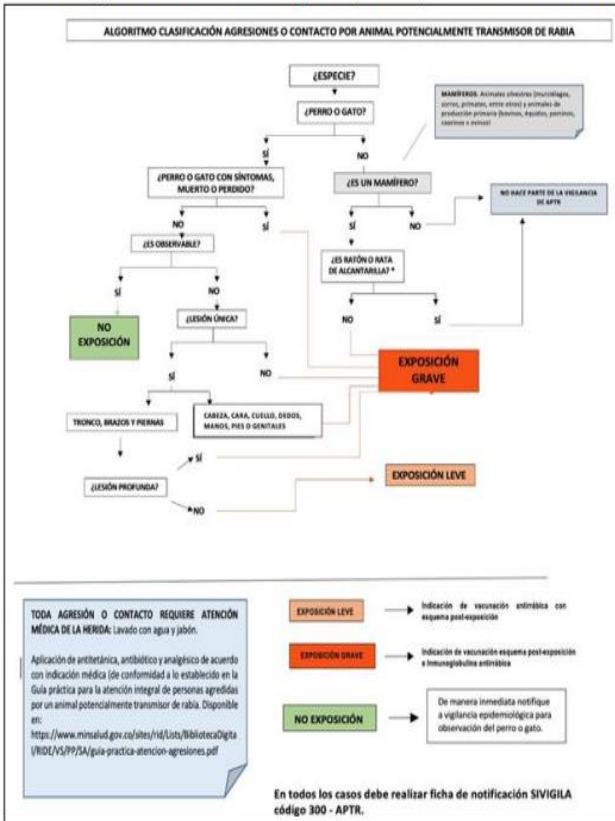 ALGORITMO CLASIFICACIÓN AGRESIONES O CONTACTO POR ANIMAL POTENCIALMENTE TRANSMISOR DE RABIA
¿ESPECIE?
MAMÍFEROS: Animales silvestres (murciélagos,
zorros, primates, entre otros) y animales de
producción primaria (bovinos, équidos, porcinos,
caprinos u ovinos)
¿PERRO O GATO?
SÍ
NO
¿PERRO O GATO CON SÍNTOMAS,
MUERTO O PERDIDO?
¿ES UN MAMÍFERO?
NO HACE PARTE DE LA VIGILANCIA
DE APTR
NO
SÍ
SÍ
NO
¿ES OBSERVABLE?
¿ES RATÓN O RATA
DE ALCANTARILLA? *
SÍ
NO
NO
SÍ
NO
EXPOSICIÓN
¿LESIÓN ÚNICA?
EXPOSICIÓN
GRAVE
SÍ
NO
TRONCO, BRAZOS Y PIERNAS
CABEZA, CARA, CUELLO, DEDOS,
MANOS, PIES O GENITALES
SÍ
¿LESIÓN PROFUNDA?
EXPOSICIÓN LEVE
NO
TODA AGRESIÓN O CONTACTO REQUIERE ATENCIÓN
MÉDICA DE LA HERIDA: Lavado con agua y jabón.
Aplicación de antitetánica, antibiótico y analgésico de acuerdo
con indicación médica (de conformidad a lo establecido en la
Guía práctica para la atención integral de personas agredidas
por un animal potencialmente transmisor de rabia. Disponible
en:
https://www.minsalud.gov.co/sites/rid/Lists/BibliotecaDigita
l/RIDE/VS/PP/SA/guia-practica-atencion-agresiones.pdf
EXPOSICIÓN LEVE
Indicación de vacunación antirrábica con
esquema post-exposición
EXPOSICIÓN GRAVE
Indicación de vacunación esquema post-exposición
e Inmunoglobulina antirrábica
NO EXPOSICIÓN
De manera inmediata notifique
a vigilancia epidemiológica para
observación del perro o gato.
En todos los casos debe realizar ficha de notificación SIVIGILA
código 300 - APTR.